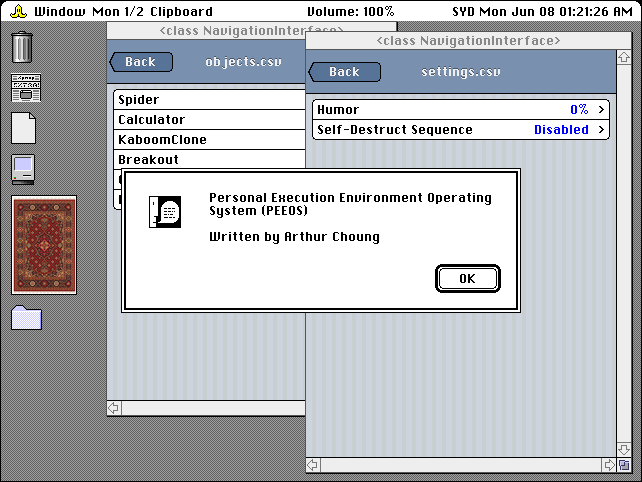 Window Mon 1/2 Clipboard
Volume: 100%
SYD Mon Jun 08 01:21:26 AM
<class NavigationInterface>
Back
objects.csv
Spider
Calculator
KaboomClone
Breakout
<class NavigationInterface>
Back
settings.csv
Humor 0% >
Self-Destruct Sequence Disabled >
Personal Execution Environment Operating
System (PEEOS)
Written by Arthur Choung
OK